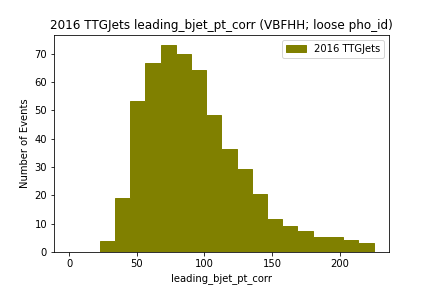 2016 TTGJets leading_bjet_pt_corr (VBFHH; loose pho_id)
2016 TTGJets
Number of Events
70
60
50
40
30
20
10
0
0 50 100 150 200
leading_bjet_pt_corr